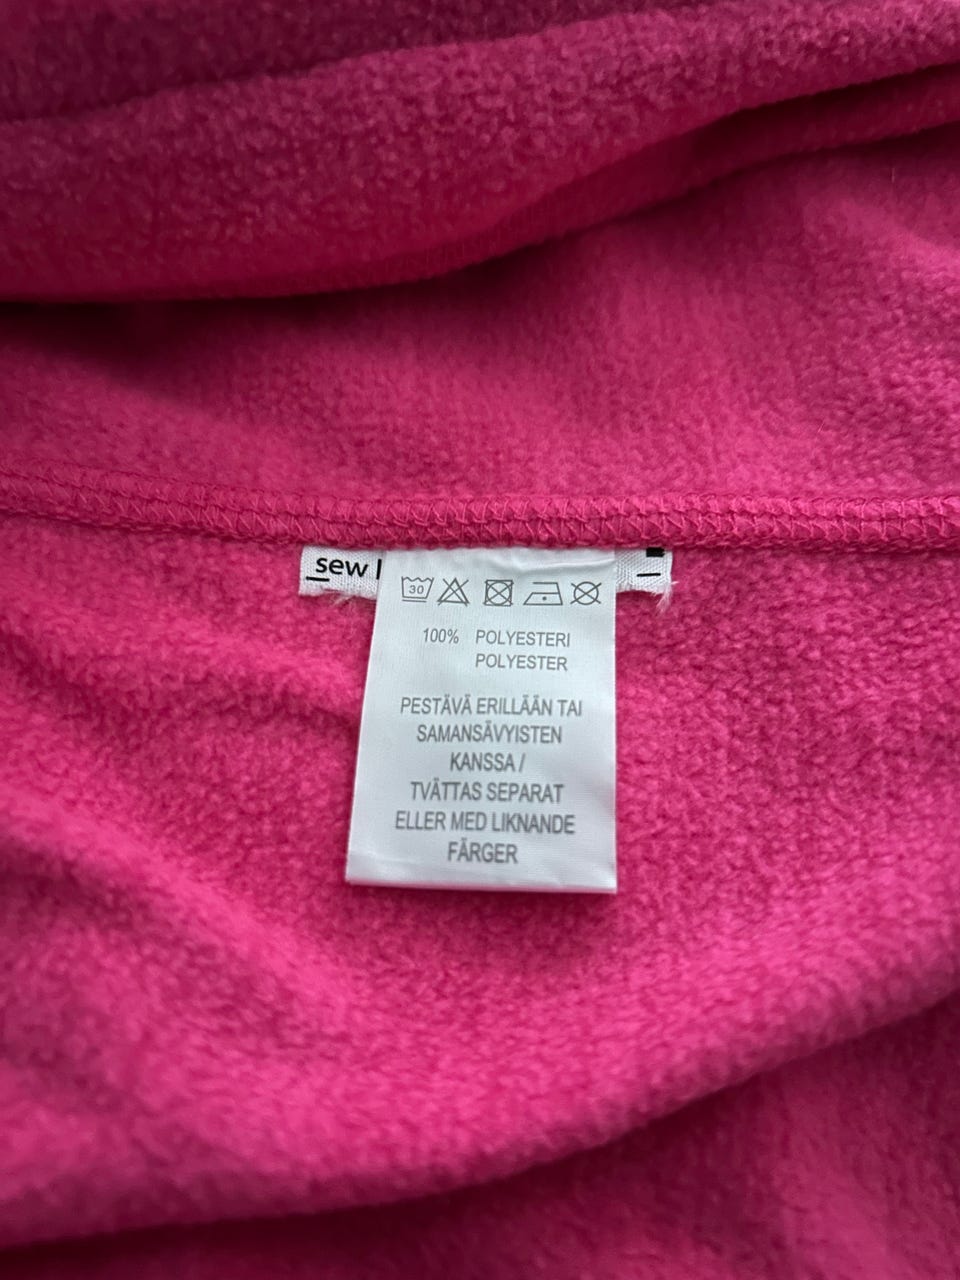 sew
30
100% POLYESTERI
POLYESTER
PESTÄVÄ ERILLÄÄN TAI
SAMANSÄVYISTEN
KANSSA /
TVÄTTAS SEPARAT
ELLER MED LIKNANDE
FÄRGER